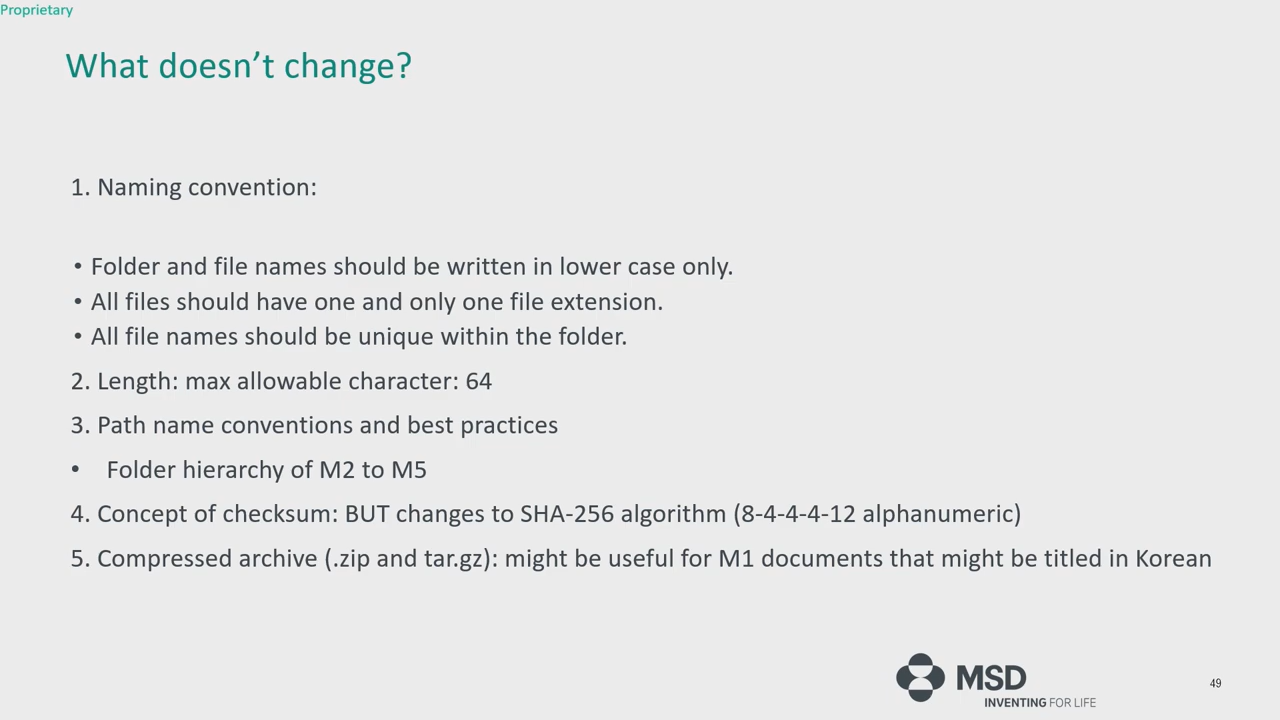 Proprietary
What doesn’t change?
1. Naming convention:
• Folder and file names should be written in lower case only.
• All files should have one and only one file extension.
• All file names should be unique within the folder.
2. Length: max allowable character: 64
3. Path name conventions and best practices
• Folder hierarchy of M2 to M5
4. Concept of checksum: BUT changes to SHA-256 algorithm (8-4-4-4-12 alphanumeric)
5. Compressed archive (.zip and tar.gz): might be useful for M1 documents that might be titled in Korean
MSD
INVENTING FOR LIFE
49